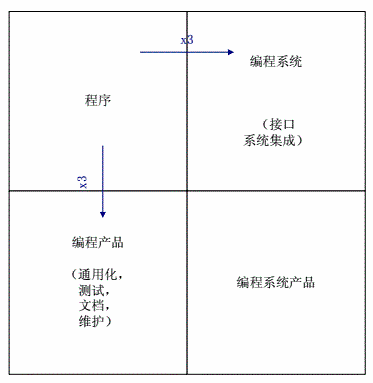 x3
编程系统
程序
（接口
系统集成）
x3
编程产品
（通用化，
测试，
文档，
维护）
编程系统产品